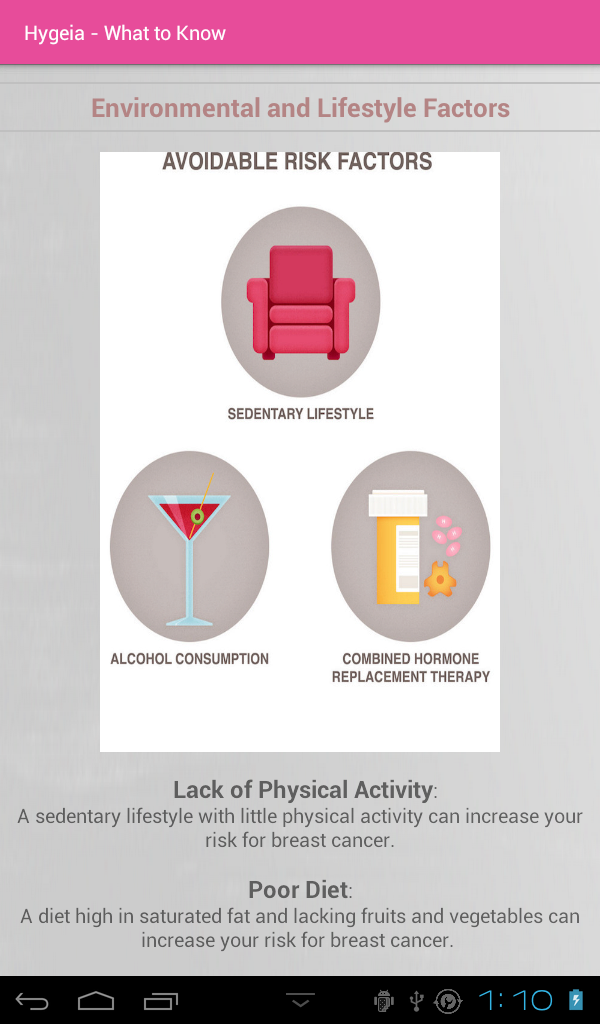 Hygeia - What to Know
Environmental and Lifestyle Factors
AVOIDABLE RISK FACTORS
SEDENTARY LIFESTYLE
ALCOHOL CONSUMPTION
COMBINED HORMONE
REPLACEMENT THERAPY
Lack of Physical Activity:
A sedentary lifestyle with little physical activity can increase your
risk for breast cancer.
Poor Diet:
A diet high in saturated fat and lacking fruits and vegetables can
increase your risk for breast cancer.
1:10